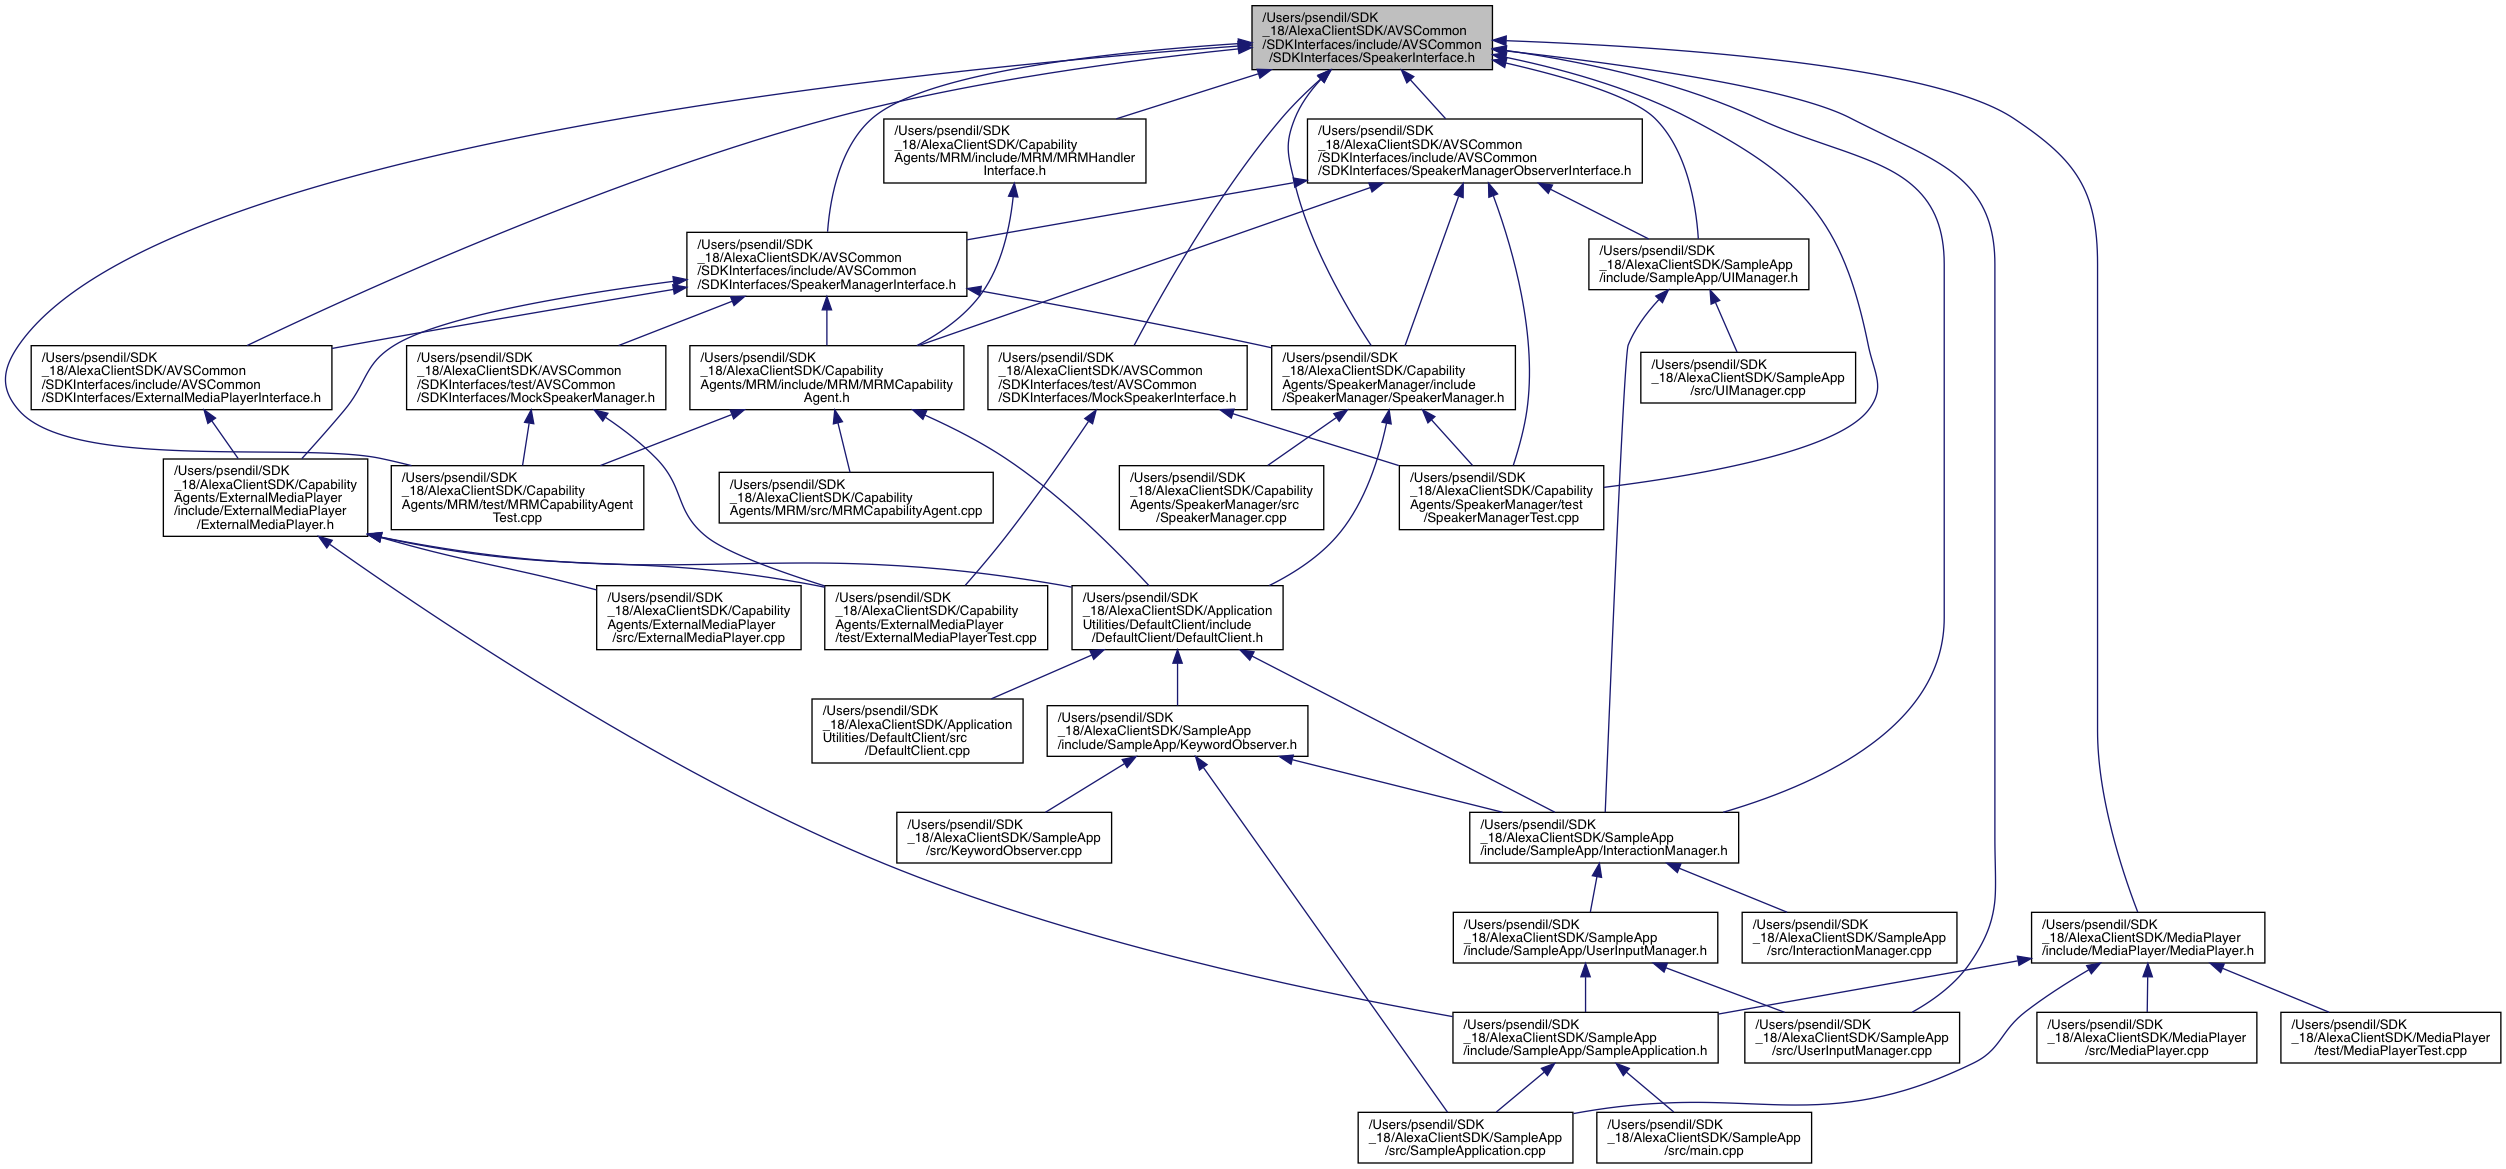 /Users/psendil/SDK
_18/AlexaClientSDK/AVSCommon
/SDKInterfaces/include/AVSCommon
/SDKInterfaces/SpeakerInterface.h
/Users/psendil/SDK
_18/AlexaClientSDK/Capability
Agents/MRM/include/MRM/MRMHandler
Interface.h
/Users/psendil/SDK
_18/AlexaClientSDK/AVSCommon
/SDKInterfaces/include/AVSCommon
/SDKInterfaces/SpeakerManagerObserverInterface.h
/Users/psendil/SDK
_18/AlexaClientSDK/AVSCommon
/SDKInterfaces/include/AVSCommon
/SDKInterfaces/SpeakerManagerInterface.h
/Users/psendil/SDK
_18/AlexaClientSDK/SampleApp
/include/SampleApp/UIManager.h
/Users/psendil/SDK
_18/AlexaClientSDK/AVSCommon
/SDKInterfaces/include/AVSCommon
/SDKInterfaces/ExternalMediaPlayerInterface.h
/Users/psendil/SDK
_18/AlexaClientSDK/AVSCommon
/SDKInterfaces/test/AVSCommon
/SDKInterfaces/MockSpeakerManager.h
/Users/psendil/SDK
_18/AlexaClientSDK/Capability
Agents/MRM/include/MRM/MRMCapability
Agent.h
/Users/psendil/SDK
_18/AlexaClientSDK/AVSCommon
/SDKInterfaces/test/AVSCommon
/SDKInterfaces/MockSpeakerInterface.h
/Users/psendil/SDK
_18/AlexaClientSDK/Capability
Agents/SpeakerManager/include
/SpeakerManager/SpeakerManager.h
/Users/psendil/SDK
_18/AlexaClientSDK/SampleApp
/src/UIManager.cpp
/Users/psendil/SDK
_18/AlexaClientSDK/Capability
Agents/ExternalMediaPlayer
/include/ExternalMediaPlayer
/ExternalMediaPlayer.h
/Users/psendil/SDK
_18/AlexaClientSDK/Capability
Agents/MRM/test/MRMCapabilityAgent
Test.cpp
/Users/psendil/SDK
_18/AlexaClientSDK/Capability
Agents/MRM/src/MRMCapabilityAgent.cpp
/Users/psendil/SDK
_18/AlexaClientSDK/Capability
Agents/SpeakerManager/src
/SpeakerManager.cpp
/Users/psendil/SDK
_18/AlexaClientSDK/Capability
Agents/SpeakerManager/test
/SpeakerManagerTest.cpp
/Users/psendil/SDK
_18/AlexaClientSDK/Capability
Agents/ExternalMediaPlayer
/src/ExternalMediaPlayer.cpp
/Users/psendil/SDK
_18/AlexaClientSDK/Capability
Agents/ExternalMediaPlayer
/test/ExternalMediaPlayerTest.cpp
/Users/psendil/SDK
_18/AlexaClientSDK/Application
Utilities/DefaultClient/include
/DefaultClient/DefaultClient.h
/Users/psendil/SDK
_18/AlexaClientSDK/Application
Utilities/DefaultClient/src
/DefaultClient.cpp
/Users/psendil/SDK
_18/AlexaClientSDK/SampleApp
/include/SampleApp/KeywordObserver.h
/Users/psendil/SDK
_18/AlexaClientSDK/SampleApp
/src/KeywordObserver.cpp
/Users/psendil/SDK
_18/AlexaClientSDK/SampleApp
/include/SampleApp/InteractionManager.h
/Users/psendil/SDK
_18/AlexaClientSDK/SampleApp
/include/SampleApp/UserInputManager.h
/Users/psendil/SDK
_18/AlexaClientSDK/SampleApp
/src/InteractionManager.cpp
/Users/psendil/SDK
_18/AlexaClientSDK/MediaPlayer
/include/MediaPlayer/MediaPlayer.h
/Users/psendil/SDK
_18/AlexaClientSDK/SampleApp
/include/SampleApp/SampleApplication.h
/Users/psendil/SDK
_18/AlexaClientSDK/SampleApp
/src/UserInputManager.cpp
/Users/psendil/SDK
_18/AlexaClientSDK/MediaPlayer
/src/MediaPlayer.cpp
/Users/psendil/SDK
_18/AlexaClientSDK/MediaPlayer
/test/MediaPlayerTest.cpp
/Users/psendil/SDK
_18/AlexaClientSDK/SampleApp
/src/SampleApplication.cpp
/Users/psendil/SDK
_18/AlexaClientSDK/SampleApp
/src/main.cpp